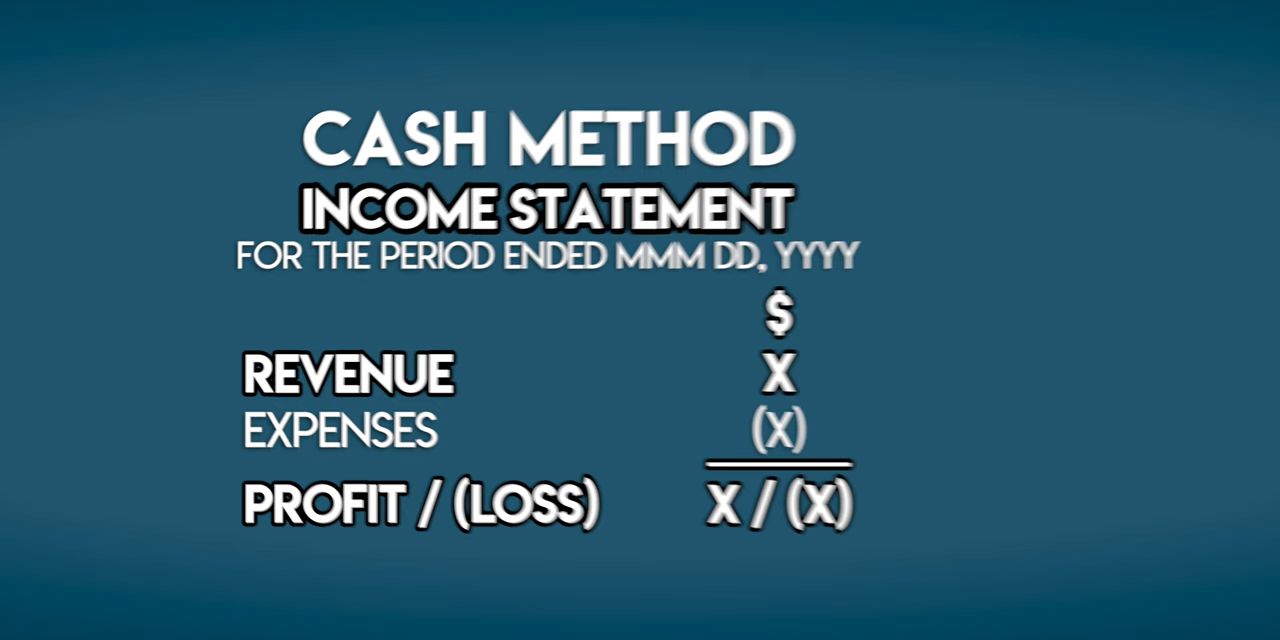 CASH METHOD
INCOME STATEMENT
FOR THE PERIOD ENDED MMM DD, YYYY
$
REVENUE X
EXPENSES (X)
PROFIT / (LOSS) X / (X)